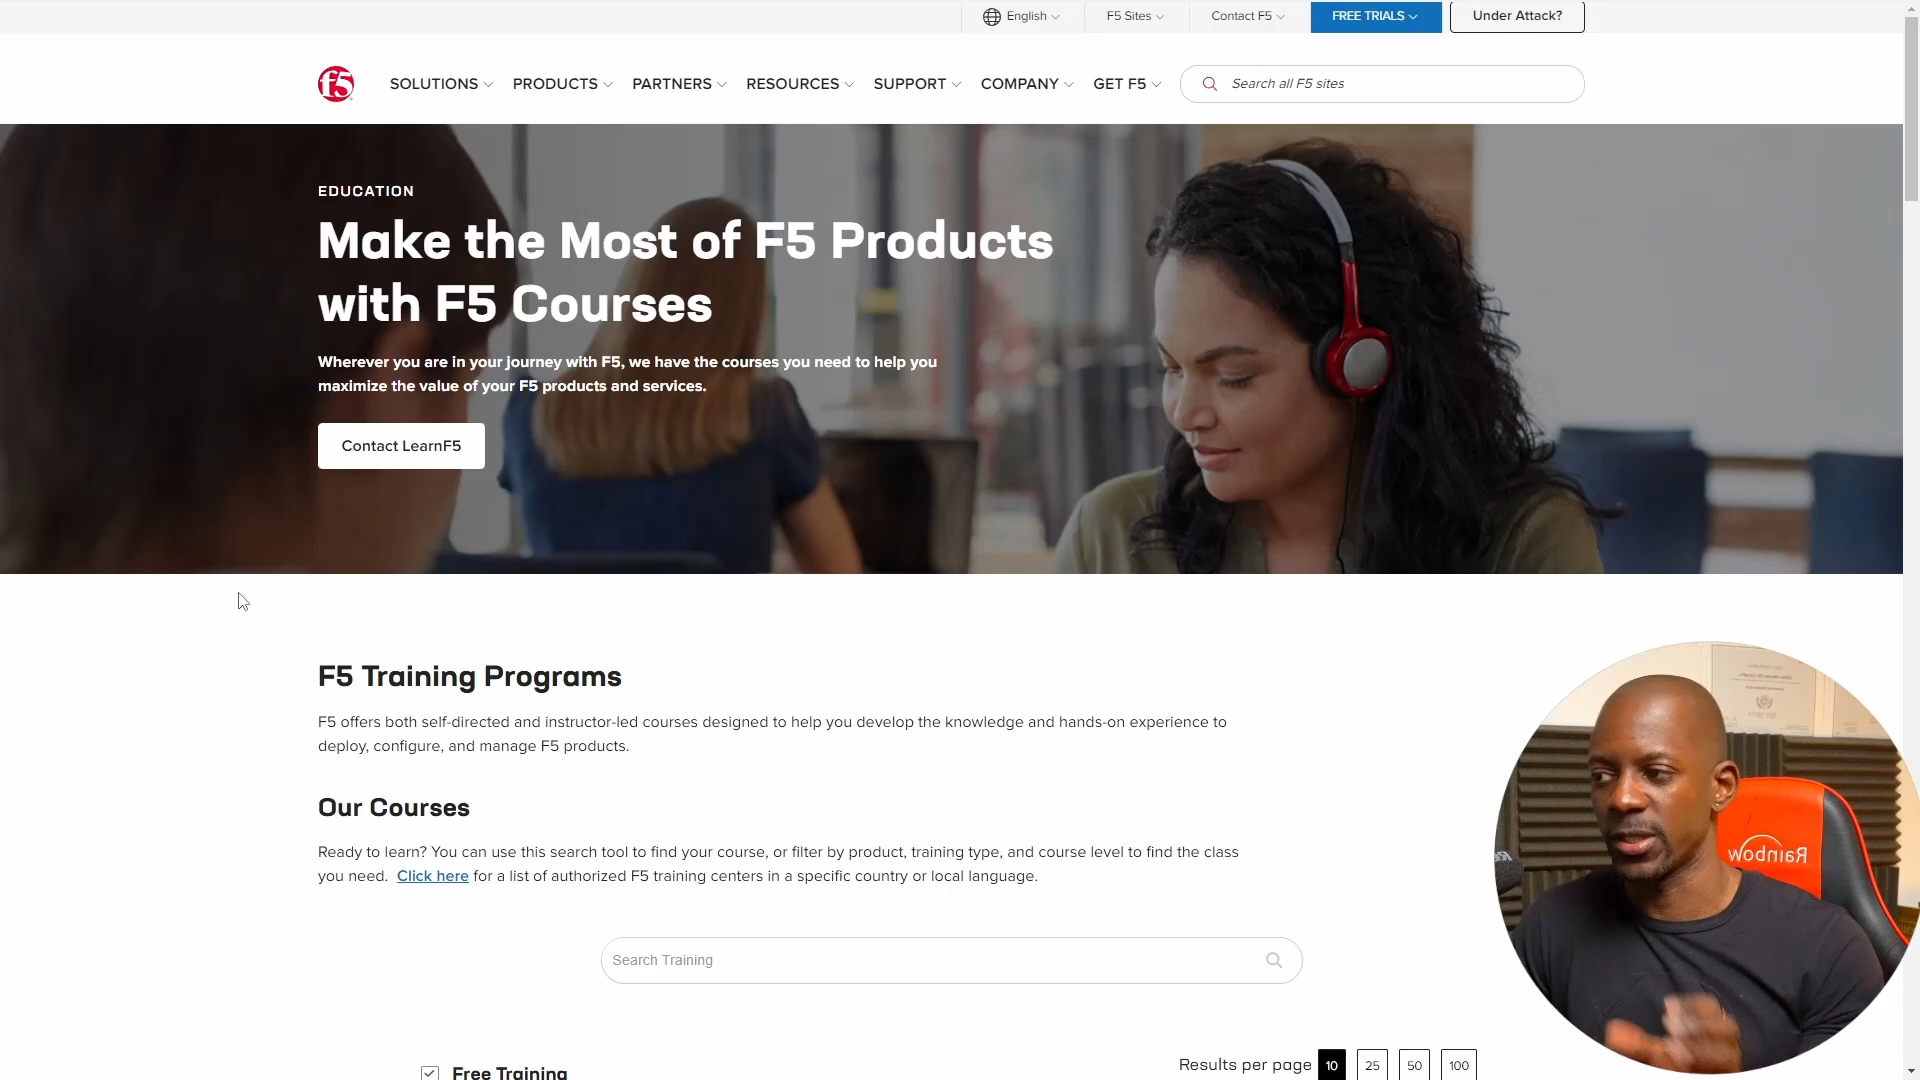 English
F5 Sites
Contact F5
FREE TRIALS
Under Attack?
f5
SOLUTIONS
PRODUCTS
PARTNERS
RESOURCES
SUPPORT
COMPANY
GET F5
Search all F5 sites
EDUCATION
Make the Most of F5 Products
with F5 Courses
Wherever you are in your journey with F5, we have the courses you need to help you
maximize the value of your F5 products and services.
Contact LearnF5
F5 Training Programs
F5 offers both self-directed and instructor-led courses designed to help you develop the knowledge and hands-on experience to
deploy, configure, and manage F5 products.
Our Courses
Ready to learn? You can use this search tool to find your course, or filter by product, training type, and course level to find the class
you need. Click here for a list of authorized F5 training centers in a specific country or local language.
Search Training
Free Training
Results per page 10 25 50 100
Rainbow